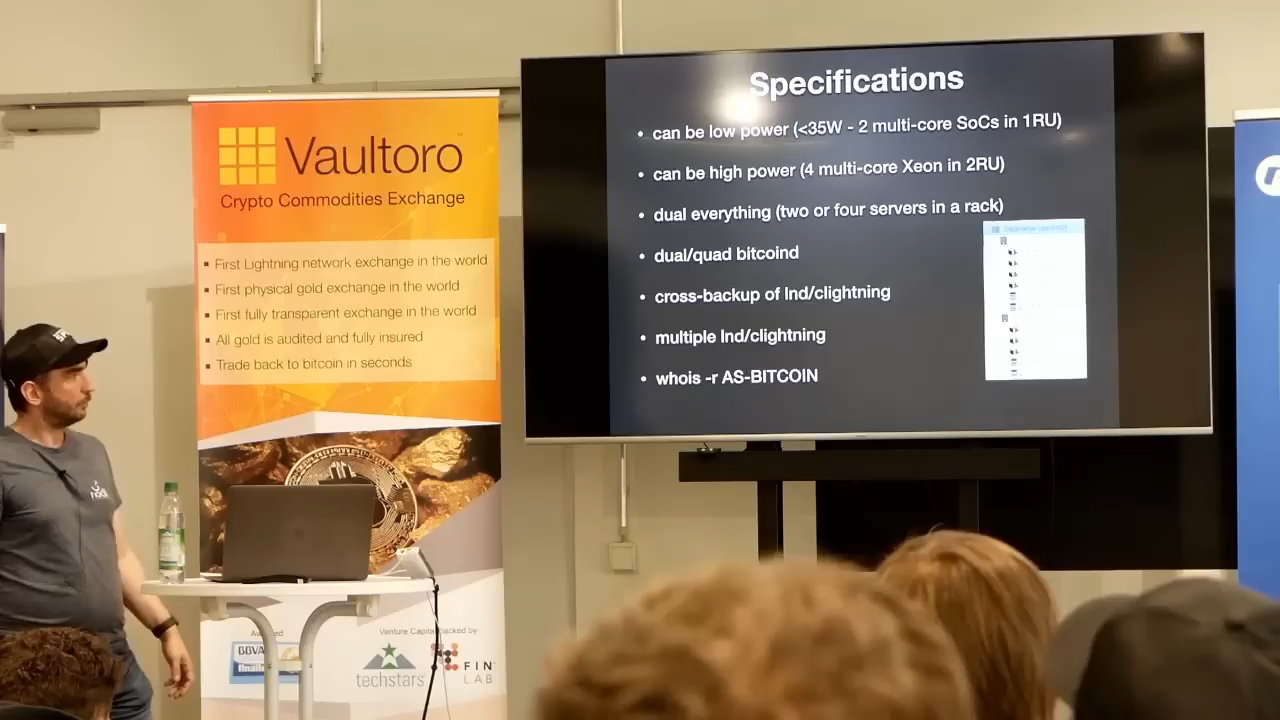 Vaultoro
Crypto Commodities Exchange
▪ First Lightning network exchange in the world
▪ First physical gold exchange in the world
▪ First fully transparent exchange in the world
▪ All gold is audited and fully insured
▪ Trade back to bitcoin in seconds
BBVA
Venture Capital backed by
techstars
FIN
LAB
Specifications
• can be low power (<35W - 2 multi-core SoCs in 1RU)
• can be high power (4 multi-core Xeon in 2RU)
• dual everything (two or four servers in a rack)
• dual/quad bitcoind
• cross-backup of lnd/clightning
• multiple lnd/clightning
• whois -r AS-BITCOIN